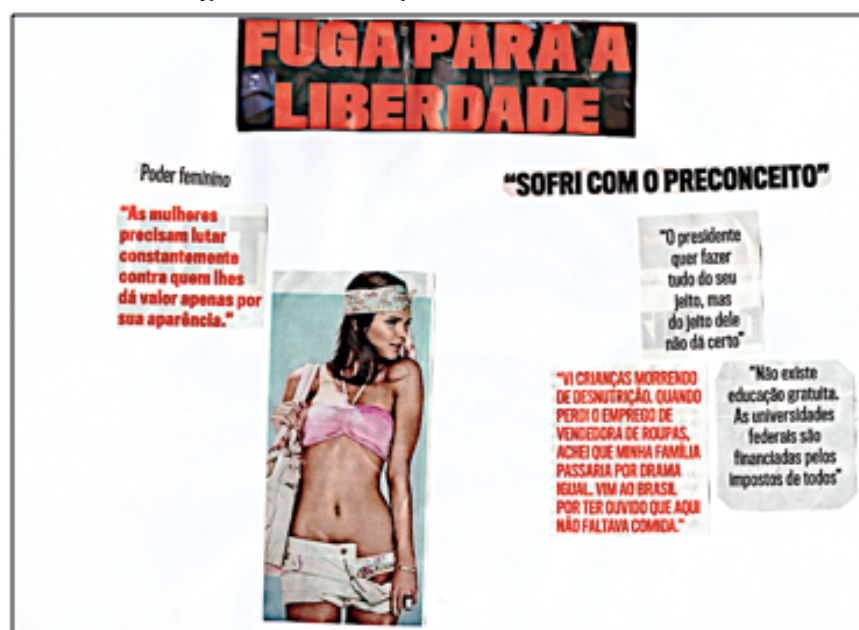 FUGA PARA A
LIBERDADE
Poder feminino
"As mulheres
precisam lutar
constantemente
contra quem lhes
dá valor apenas por
sua aparência."
"SOFRI COM O PRECONCEITO"
"O presidente
quer fazer
tudo do seu
jeito, mas
do jeito dele
não dá certo"
"VI CRIANÇAS MORRENDO
DE DESNUTRIÇÃO. QUANDO
PERDI O EMPREGO DE
VENDEDORA DE ROUPAS,
ACHEI QUE MINHA FAMÍLIA
PASSARIA POR DRAMA
IGUAL. VIM AO BRASIL
POR TER OUVIDO QUE AQUI
NÃO FALTAVA COMIDA."
"Não existe
educação gratuita.
As universidades
federais são
financiadas pelos
impostos de todos"